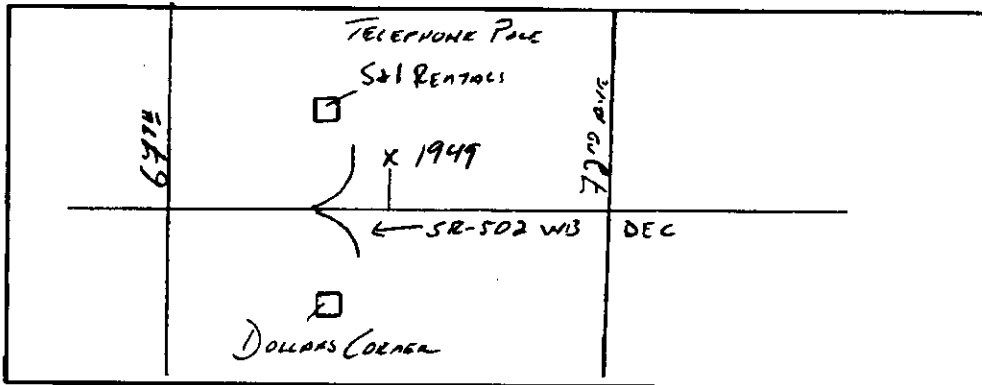 TELEPHONE POLE
S&I RENTALS
67TH
x 1949
72ND AVE
← SR-502 WB DEC
DOLLARS CORNER